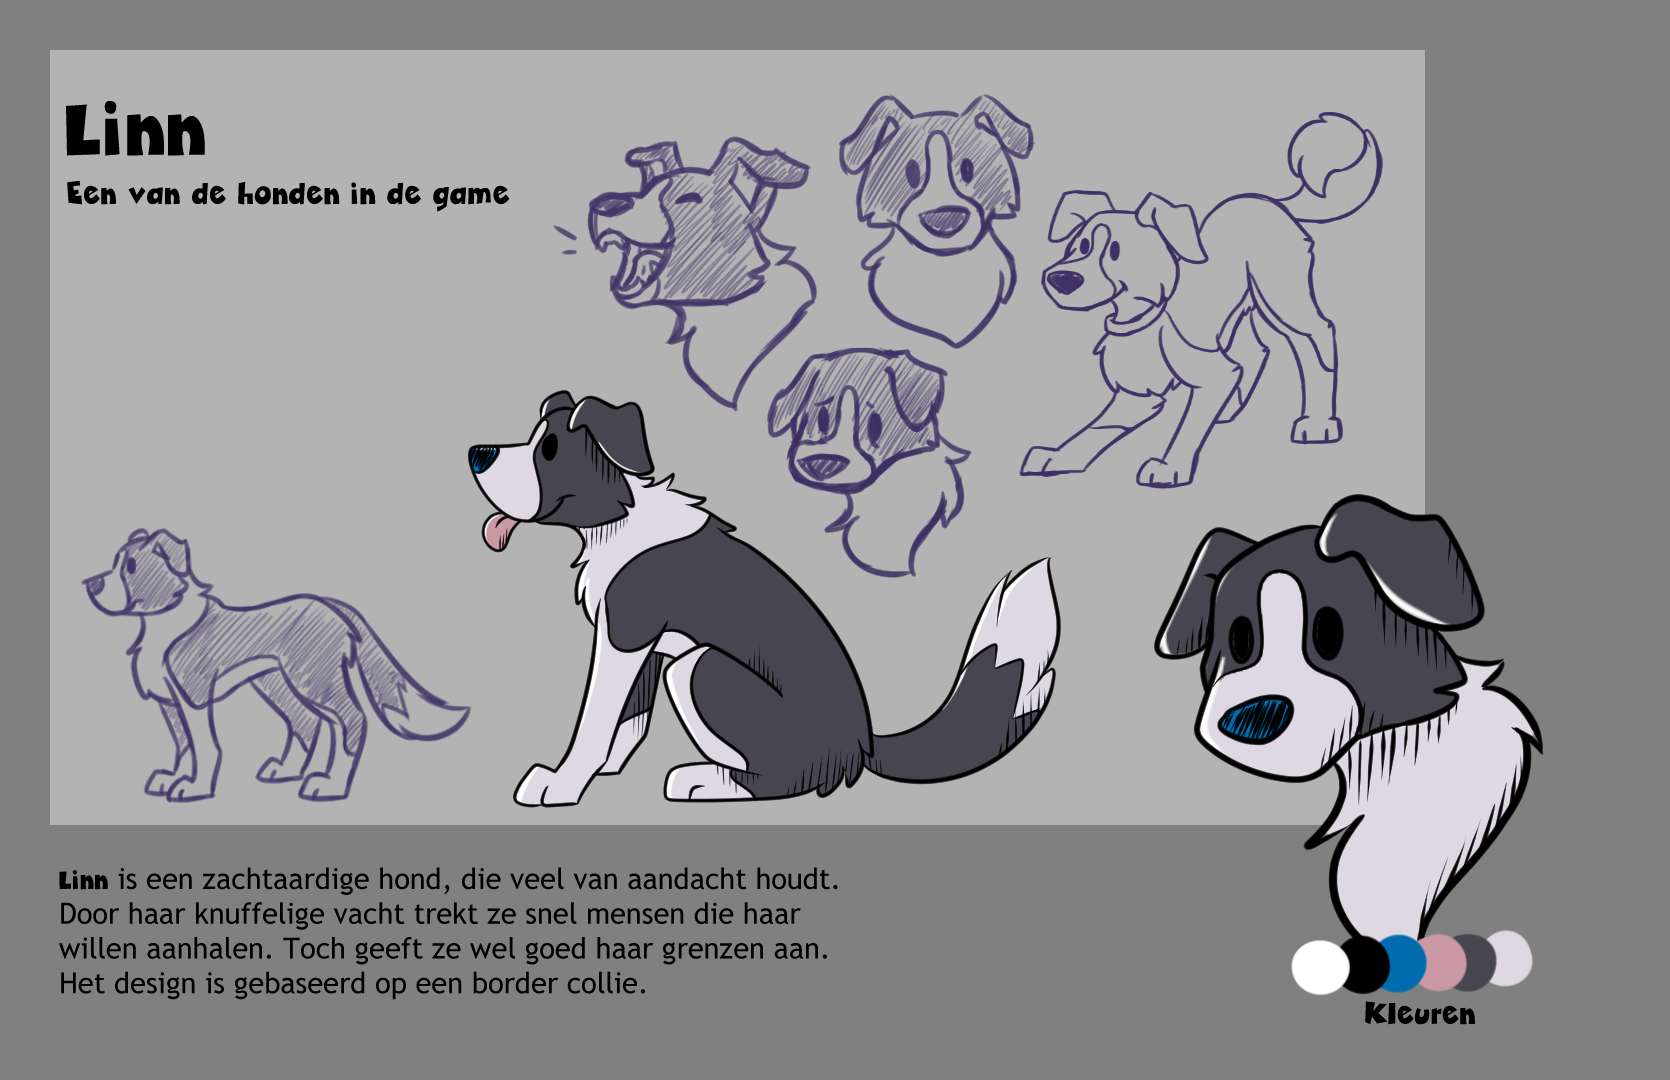 Linn
Een van de honden in de game
Linn is een zachtaardige hond, die veel van aandacht houdt.
Door haar knuffelige vacht trekt ze snel mensen die haar
willen aanhalen. Toch geeft ze wel goed haar grenzen aan.
Het design is gebaseerd op een border collie.
Kleuren